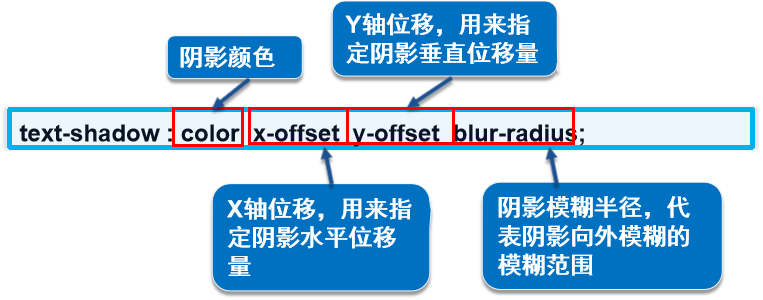 阴影颜色
Y轴位移，用来指
定阴影垂直位移量
text-shadow : color x-offset y-offset blur-radius;
X轴位移，用来指
定阴影水平位移
量
阴影模糊半径，代
表阴影向外模糊的
模糊范围